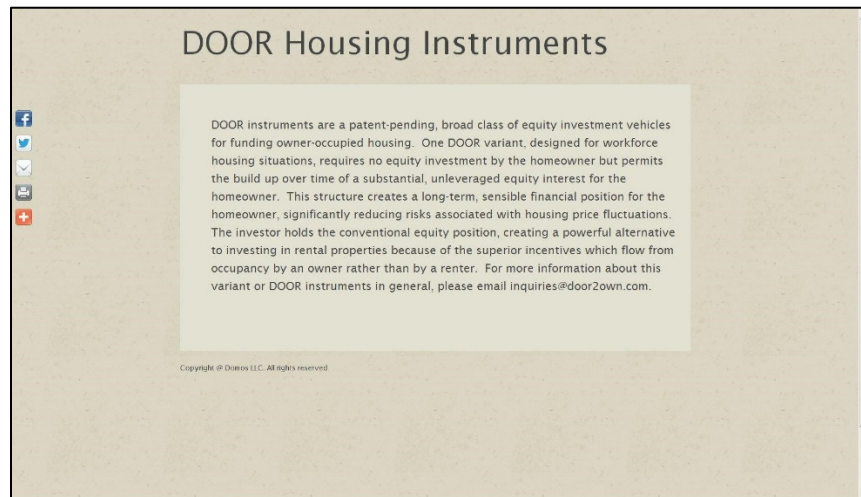 DOOR Housing Instruments
DOOR instruments are a patent-pending, broad class of equity investment vehicles
for funding owner-occupied housing.  One DOOR variant, designed for workforce
housing situations, requires no equity investment by the homeowner but permits
the build up over time of a substantial, unleveraged equity interest for the
homeowner.  This structure creates a long-term, sensible financial position for the
homeowner, significantly reducing risks associated with housing price fluctuations.
The investor holds the conventional equity position, creating a powerful alternative
to investing in rental properties because of the superior incentives which flow from
occupancy by an owner rather than by a renter.  For more information about this
variant or DOOR instruments in general, please email inquiries@door2own.com.
Copyright @ Domos LLC. All rights reserved